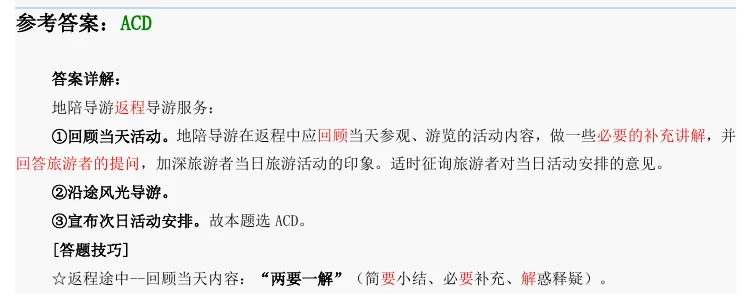 参考答案：ACD
答案详解：
地陪导游返程导游服务：
①回顾当天活动。地陪导游在返程中应回顾当天参观、游览的活动内容，做一些必要的补充讲解，并
回答旅游者的提问，加深旅游者当日旅游活动的印象。适时征询旅游者对当日活动安排的意见。
②沿途风光导游。
③宣布次日活动安排。故本题选 ACD。
[答题技巧]
☆返程途中--回顾当天内容：“两要一解”（简要小结、必要补充、解惑释疑）。